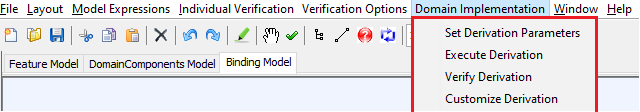 File Layout Model Expressions Individual Verification Verification Options Domain Implementation Window Help
Set Derivation Parameters
Execute Derivation
Feature Model DomainComponents Model Binding Model
Verify Derivation
Customize Derivation